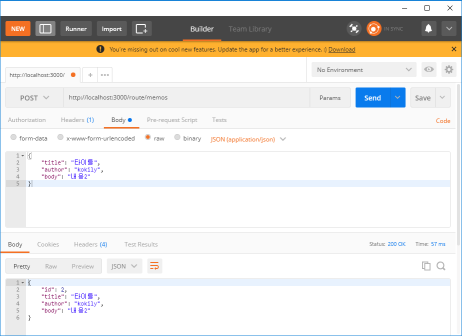 NEW Runner Import Builder Team Library IN SYNC
You're missing out on cool new features. Update the app for a better experience. :) Download
http://localhost:3000/ + ••• No Environment
POST http://localhost:3000/route/memos Params Send Save
Authorization Headers (1) Body Pre-request Script Tests Code
form-data x-www-form-urlencoded raw binary JSON (application/json)
1 {
2 "title": "타이틀",
3 "author": "kokily",
4 "body": "내용2"
5 }
Body Cookies Headers (4) Test Results Status: 200 OK Time: 57 ms
Pretty Raw Preview JSON
1 {
2 "id": 2,
3 "title": "타이틀",
4 "author": "kokily",
5 "body": "내용2"
6 }